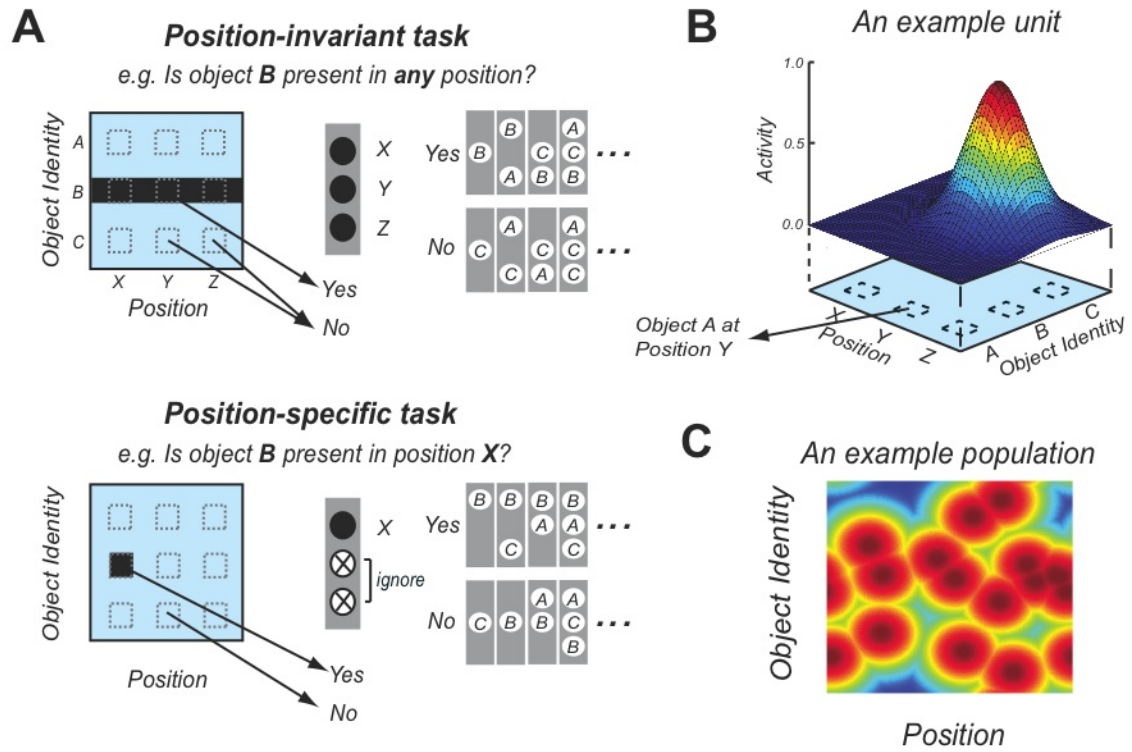 A
Position-invariant task
e.g. Is object B present in any position?
Object Identity
A
B
C
X Y Z
Position
X
Y
Z
Yes
No
Yes
B
B
A
C
B
A
C
B
...
No
C
A
C
C
A
A
C
C
...
Position-specific task
e.g. Is object B present in position X?
Object Identity
Position
X
ignore
Yes
No
Yes
B
B
C
B
A
B
A
C
...
No
C
B
A
B
A
C
B
...
B
An example unit
Activity
1.0
0.5
0.0
X
Y
Z
Position
A
B
C
Object Identity
Object A at
Position Y
C
An example population
Object Identity
Position